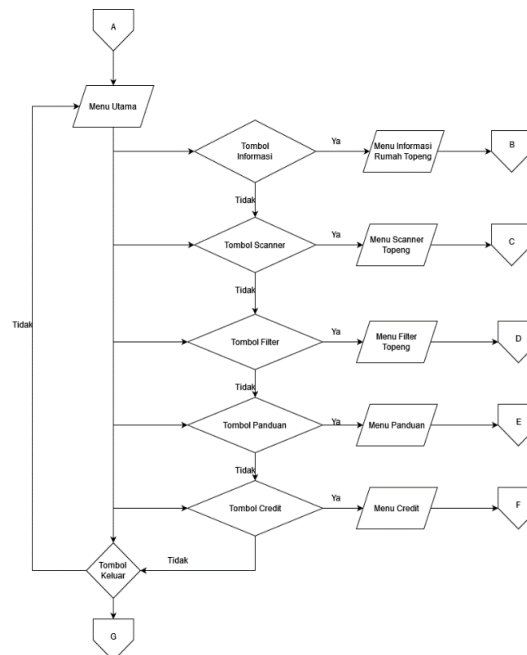 A
Menu Utama
Tombol
Informasi
Ya
Menu Informasi
Rumah Topeng
B
Tidak
Tombol Scanner
Ya
Menu Scanner
Topeng
C
Tidak
Tidak
Tombol Filter
Ya
Menu Filter
Topeng
D
Tidak
Tombol Panduan
Ya
Menu Panduan
E
Tidak
Tombol Credit
Ya
Menu Credit
F
Tidak
Tombol
Keluar
G